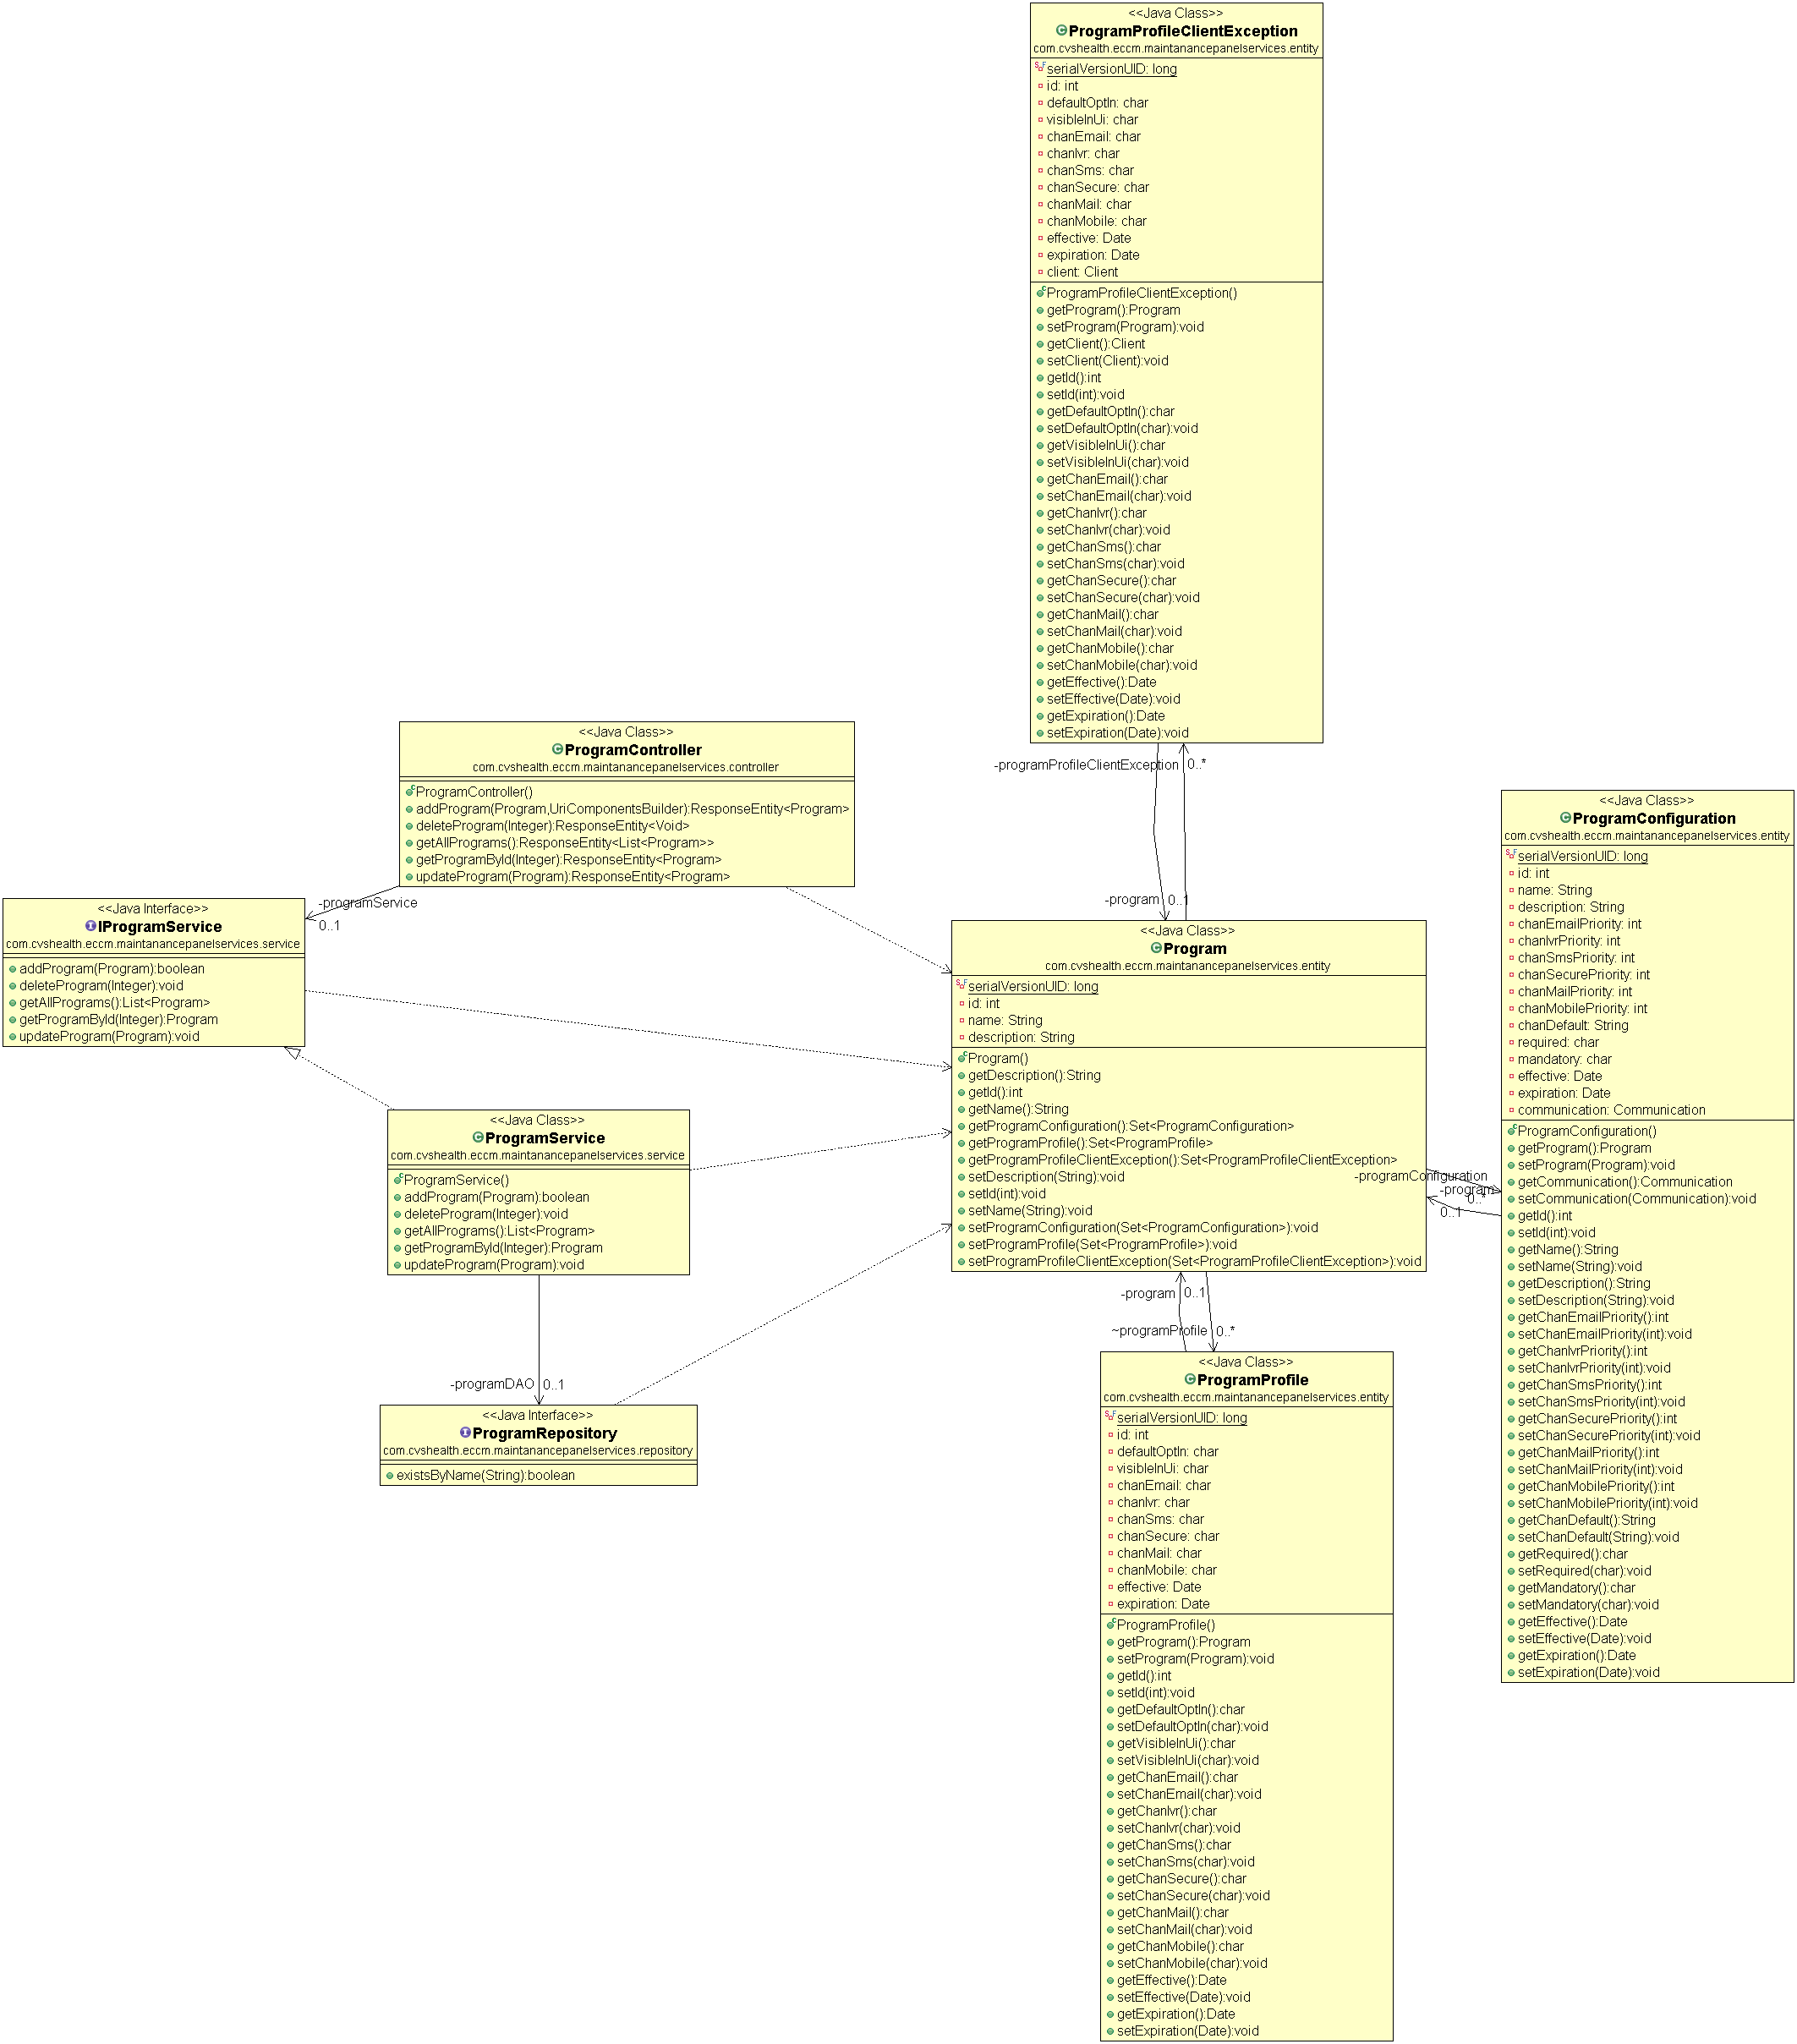 <<Java Class>>
ProgramProfileClientException
com.cvshealth.eccm.maintanancepanelservices.entity
serialVersionUID: long
id: int
defaultOptIn: char
visibleInUi: char
chanEmail: char
chanIvr: char
chanSms: char
chanSecure: char
chanMail: char
chanMobile: char
effective: Date
expiration: Date
client: Client
ProgramProfileClientException()
getProgram():Program
setProgram(Program):void
getClient():Client
setClient(Client):void
getId():int
setId(int):void
getDefaultOptIn():char
setDefaultOptIn(char):void
getVisibleInUi():char
setVisibleInUi(char):void
getChanEmail():char
setChanEmail(char):void
getChanIvr():char
setChanIvr(char):void
getChanSms():char
setChanSms(char):void
getChanSecure():char
setChanSecure(char):void
getChanMail():char
setChanMail(char):void
getChanMobile():char
setChanMobile(char):void
getEffective():Date
setEffective(Date):void
getExpiration():Date
setExpiration(Date):void
-programProfileClientException 0..*
-program 0..1
<<Java Class>>
ProgramController
com.cvshealth.eccm.maintanancepanelservices.controller
ProgramController()
addProgram(Program,UriComponentsBuilder):ResponseEntity<Program>
deleteProgram(Integer):ResponseEntity<Void>
getAllPrograms():ResponseEntity<List<Program>>
getProgramById(Integer):ResponseEntity<Program>
updateProgram(Program):ResponseEntity<Program>
-programService
0..1
<<Java Interface>>
IProgramService
com.cvshealth.eccm.maintanancepanelservices.service
addProgram(Program):boolean
deleteProgram(Integer):void
getAllPrograms():List<Program>
getProgramById(Integer):Program
updateProgram(Program):void
<<Java Class>>
ProgramService
com.cvshealth.eccm.maintanancepanelservices.service
ProgramService()
addProgram(Program):boolean
deleteProgram(Integer):void
getAllPrograms():List<Program>
getProgramById(Integer):Program
updateProgram(Program):void
-programDAO 0..1
<<Java Interface>>
ProgramRepository
com.cvshealth.eccm.maintanancepanelservices.repository
existsByName(String):boolean
<<Java Class>>
Program
com.cvshealth.eccm.maintanancepanelservices.entity
serialVersionUID: long
id: int
name: String
description: String
Program()
getDescription():String
getId():int
getName():String
getProgramConfiguration():Set<ProgramConfiguration>
getProgramProfile():Set<ProgramProfile>
getProgramProfileClientException():Set<ProgramProfileClientException>
setDescription(String):void
setId(int):void
setName(String):void
setProgramConfiguration(Set<ProgramConfiguration>):void
setProgramProfile(Set<ProgramProfile>):void
setProgramProfileClientException(Set<ProgramProfileClientException>):void
-programConfiguration
0..*
-program
0..1
-program 0..1
~programProfile 0..*
<<Java Class>>
ProgramProfile
com.cvshealth.eccm.maintanancepanelservices.entity
serialVersionUID: long
id: int
defaultOptIn: char
visibleInUi: char
chanEmail: char
chanIvr: char
chanSms: char
chanSecure: char
chanMail: char
chanMobile: char
effective: Date
expiration: Date
ProgramProfile()
getProgram():Program
setProgram(Program):void
getId():int
setId(int):void
getDefaultOptIn():char
setDefaultOptIn(char):void
getVisibleInUi():char
setVisibleInUi(char):void
getChanEmail():char
setChanEmail(char):void
getChanIvr():char
setChanIvr(char):void
getChanSms():char
setChanSms(char):void
getChanSecure():char
setChanSecure(char):void
getChanMail():char
setChanMail(char):void
getChanMobile():char
setChanMobile(char):void
getEffective():Date
setEffective(Date):void
getExpiration():Date
setExpiration(Date):void
<<Java Class>>
ProgramConfiguration
com.cvshealth.eccm.maintanancepanelservices.entity
serialVersionUID: long
id: int
name: String
description: String
chanEmailPriority: int
chanIvrPriority: int
chanSmsPriority: int
chanSecurePriority: int
chanMailPriority: int
chanMobilePriority: int
chanDefault: String
required: char
mandatory: char
effective: Date
expiration: Date
communication: Communication
ProgramConfiguration()
getProgram():Program
setProgram(Program):void
getCommunication():Communication
setCommunication(Communication):void
getId():int
setId(int):void
getName():String
setName(String):void
getDescription():String
setDescription(String):void
getChanEmailPriority():int
setChanEmailPriority(int):void
getChanIvrPriority():int
setChanIvrPriority(int):void
getChanSmsPriority():int
setChanSmsPriority(int):void
getChanSecurePriority():int
setChanSecurePriority(int):void
getChanMailPriority():int
setChanMailPriority(int):void
getChanMobilePriority():int
setChanMobilePriority(int):void
getChanDefault():String
setChanDefault(String):void
getRequired():char
setRequired(char):void
getMandatory():char
setMandatory(char):void
getEffective():Date
setEffective(Date):void
getExpiration():Date
setExpiration(Date):void